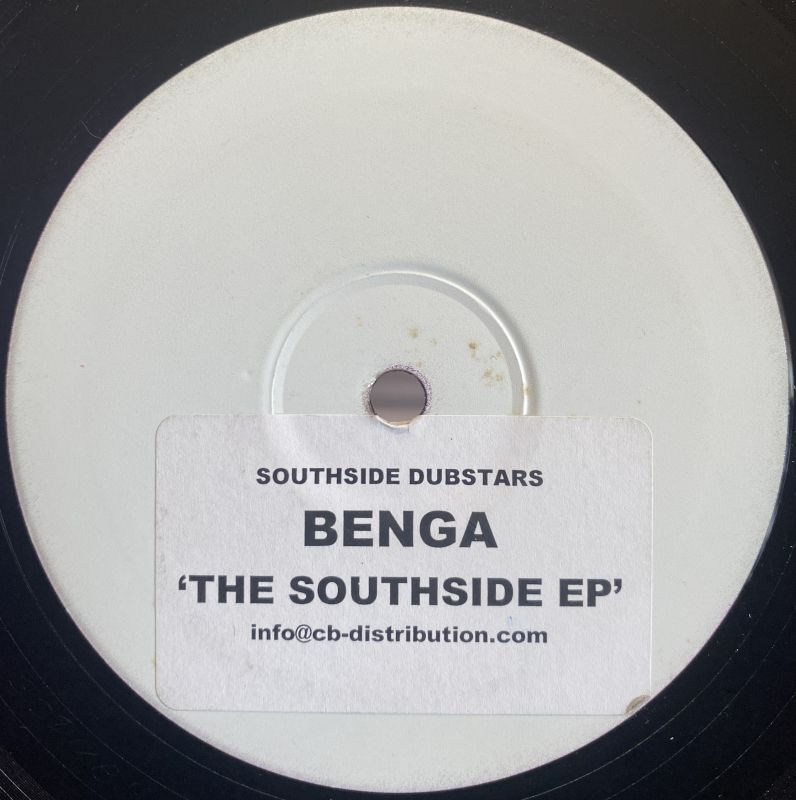 SOUTHSIDE DUBSTARS
BENGA
‘THE SOUTHSIDE EP’
info@cb-distribution.com